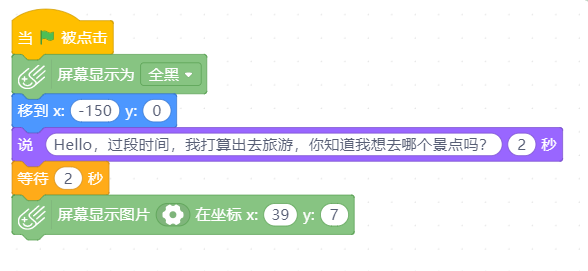 当 被点击
屏幕显示为 全黑
移到 x: -150 y: 0
说 Hello，过段时间，我打算出去旅游，你知道我想去哪个景点吗？ 2 秒
等待 2 秒
屏幕显示图片 在坐标 x: 39 y: 7